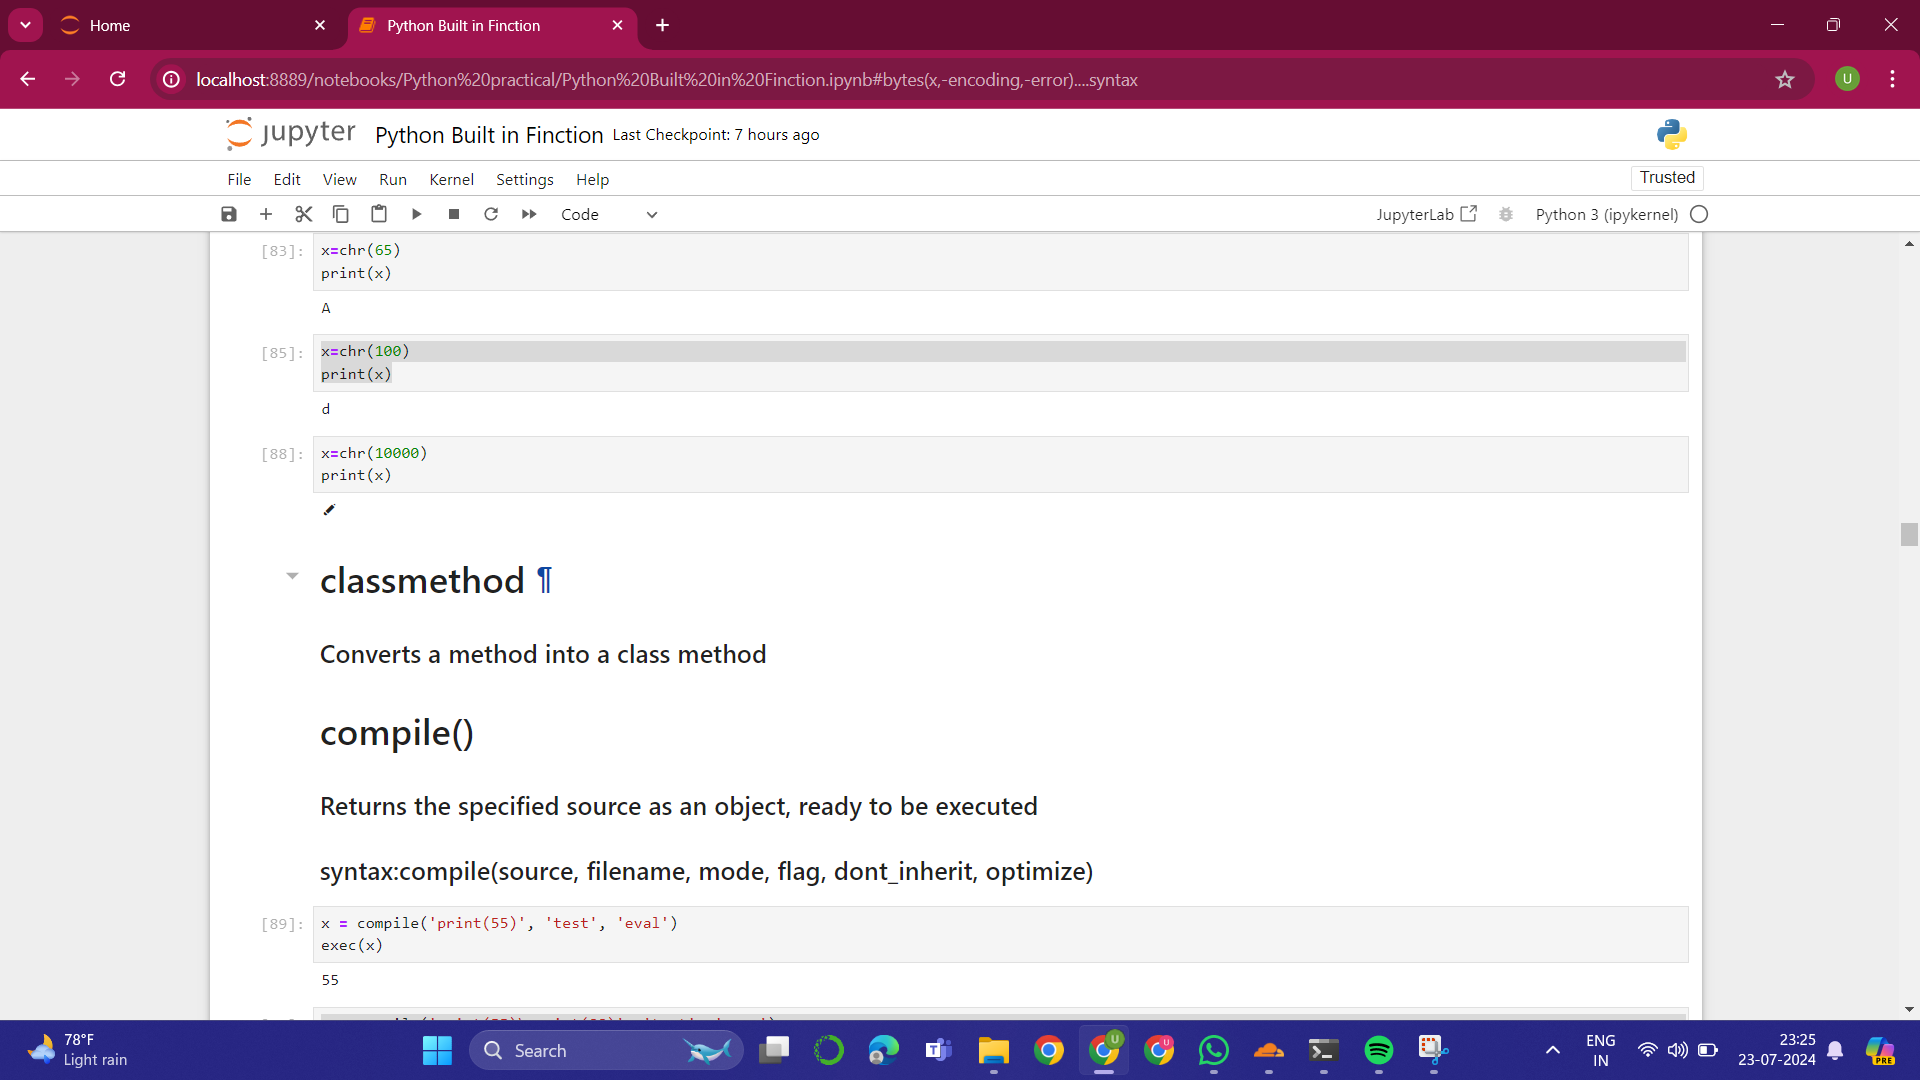 Home
Python Built in Finction
localhost:8889/notebooks/Python%20practical/Python%20Built%20in%20Finction.ipynb#bytes(x,-encoding,-error)....syntax
U
jupyter Python Built in Finction Last Checkpoint: 7 hours ago
File Edit View Run Kernel Settings Help
Trusted
Code
JupyterLab
Python 3 (ipykernel)
[83]: x=chr(65)
print(x)
A
[85]: x=chr(100)
print(x)
d
[88]: x=chr(10000)
print(x)
✐
classmethod ¶
Converts a method into a class method
compile()
Returns the specified source as an object, ready to be executed
syntax:compile(source, filename, mode, flag, dont_inherit, optimize)
[89]: x = compile('print(55)', 'test', 'eval')
exec(x)
55
78°F
Light rain
Search
ENG
IN
23:25
23-07-2024
PRE